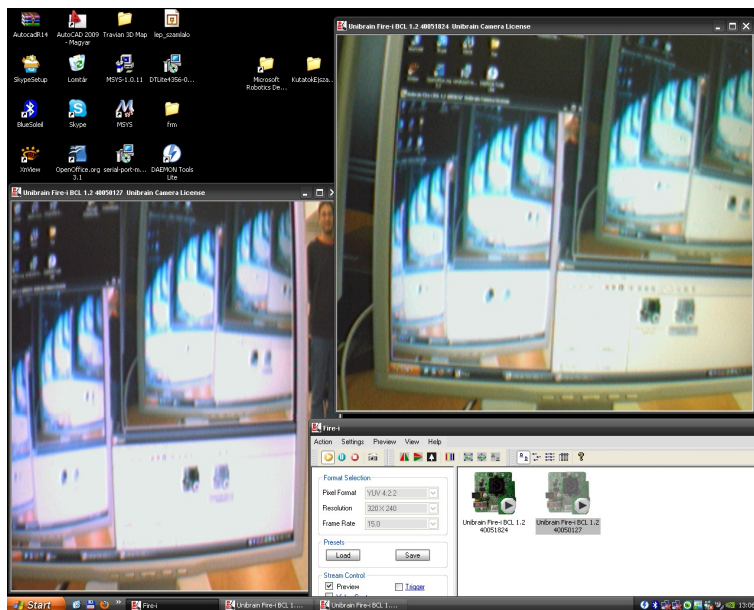 AutocadR14
AutoCAD 2009 - Magyar
Travian 3D Map
lep_szamlalo
SkypeSetup
Lomtár
MSYS-1.0.11
DTLite4356-0...
Microsoft Robotics De...
KutatokEjsza...
BlueSoleil
Skype
MSYS
frm
XnView
OpenOffice.org 3.1
serial-port-m...
DAEMON Tools Lite
Unibrain Fire-i BCL 1.2 40051824 Unibrain Camera License
Unibrain Fire-i BCL 1.2 40050127 Unibrain Camera License
Fire-i
Action Settings Preview View Help
Format Selection
Pixel Format YUV 4:2:2
Resolution 320 X 240
Frame Rate 15.0
Presets
Load Save
Stream Control
Preview Trigger
Unibrain Fire-i BCL 1.2
40051824
Unibrain Fire-i BCL 1.2
40050127
Start
Fire-i
Unibrain Fire-i BCL 1....
Unibrain Fire-i BCL 1....